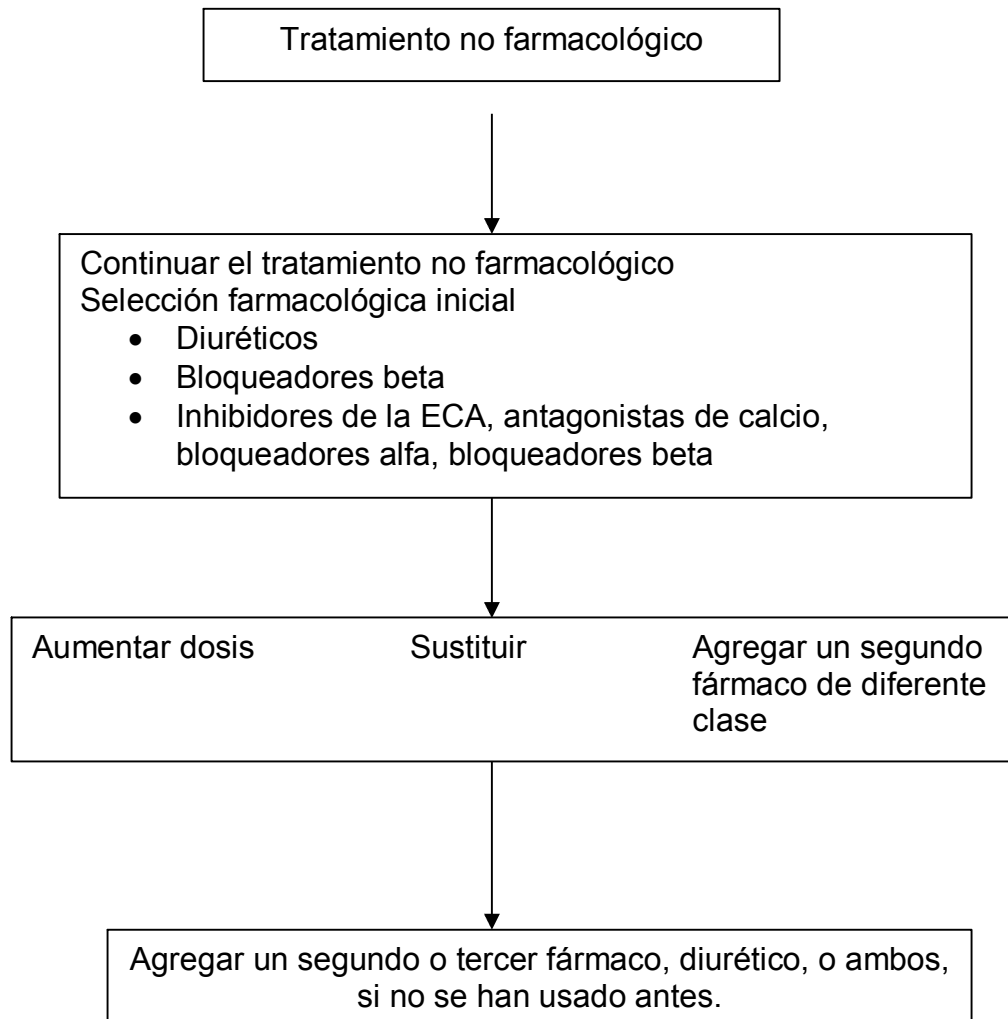 Tratamiento no farmacológico
Continuar el tratamiento no farmacológico
Selección farmacológica inicial
• Diuréticos
• Bloqueadores beta
• Inhibidores de la ECA, antagonistas de calcio,
bloqueadores alfa, bloqueadores beta
Aumentar dosis
Sustituir
Agregar un segundo
fármaco de diferente
clase
Agregar un segundo o tercer fármaco, diurético, o ambos,
si no se han usado antes.